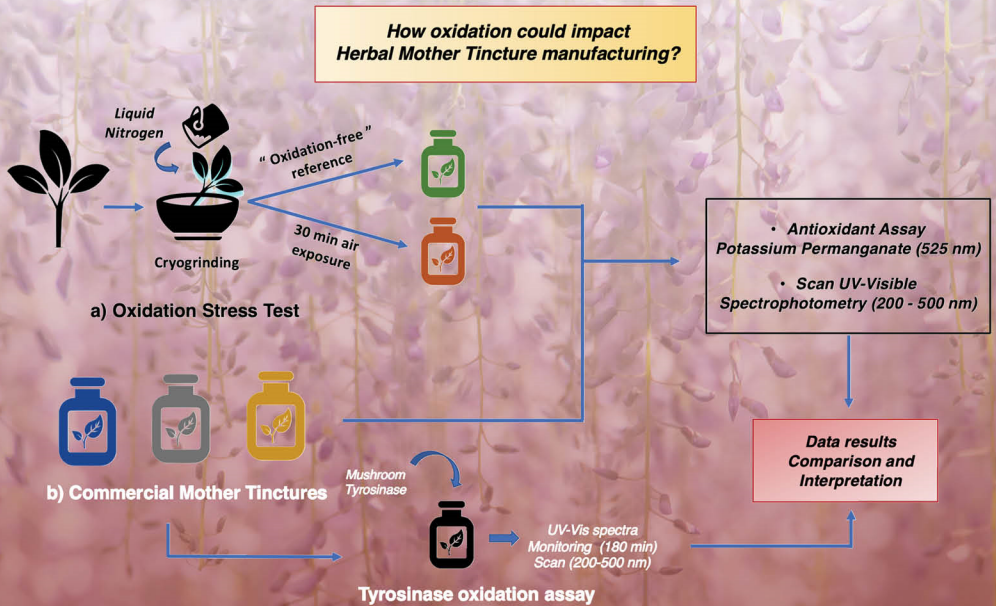 How oxidation could impact
Herbal Mother Tincture manufacturing?
Liquid
Nitrogen
“ Oxidation-free ”
reference
30 min air
exposure
Cryogrinding
a) Oxidation Stress Test
• Antioxidant Assay
Potassium Permanganate (525 nm)
• Scan UV-Visible
Spectrophotometry (200 - 500 nm)
b) Commercial Mother Tinctures
Mushroom
Tyrosinase
UV-Vis spectra
Monitoring (180 min)
Scan (200-500 nm)
Tyrosinase oxidation assay
Data results
Comparison and
Interpretation